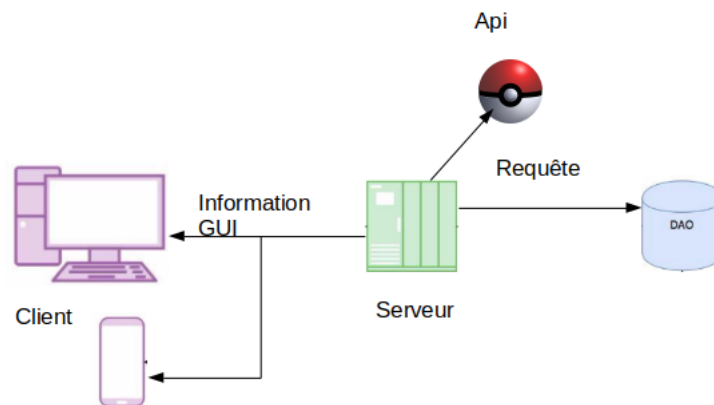 Api
Requête
Information
GUI
DAO
Client
Serveur